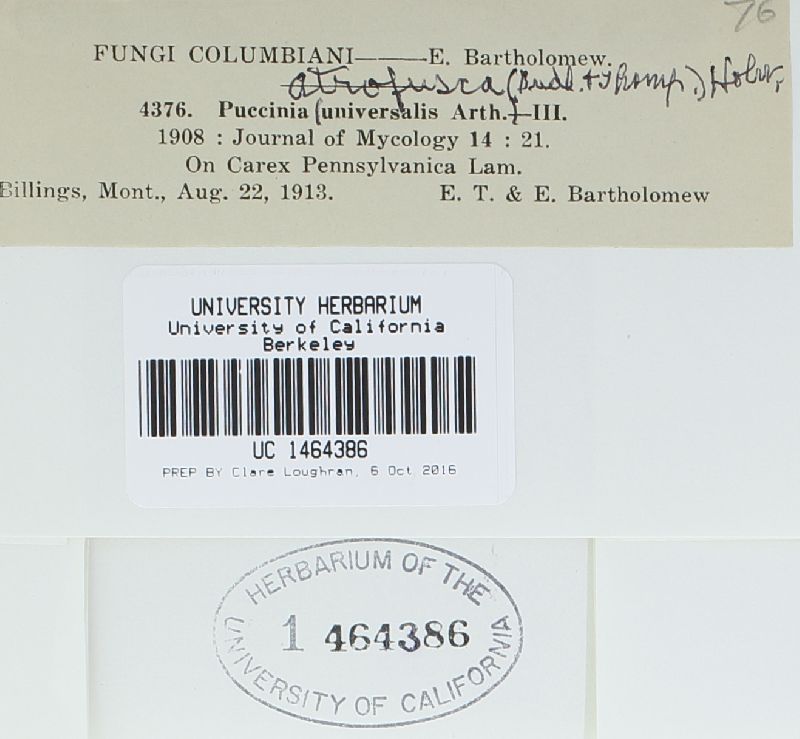 76
FUNGI COLUMBIANI——E. Bartholomew.
atrofusca (Dudl. + Thomp.) Holw.
4376. Puccinia (universalis Arth.)—III.
1908 : Journal of Mycology 14 : 21.
On Carex Pennsylvanica Lam.
Billings, Mont., Aug. 22, 1913. E. T. & E. Bartholomew
UNIVERSITY HERBARIUM
University of California
Berkeley
UC 1464386
PREP BY Clare Loughran, 6 Oct 2016
HERBARIUM OF THE
1 464386
UNIVERSITY OF CALIFORNIA